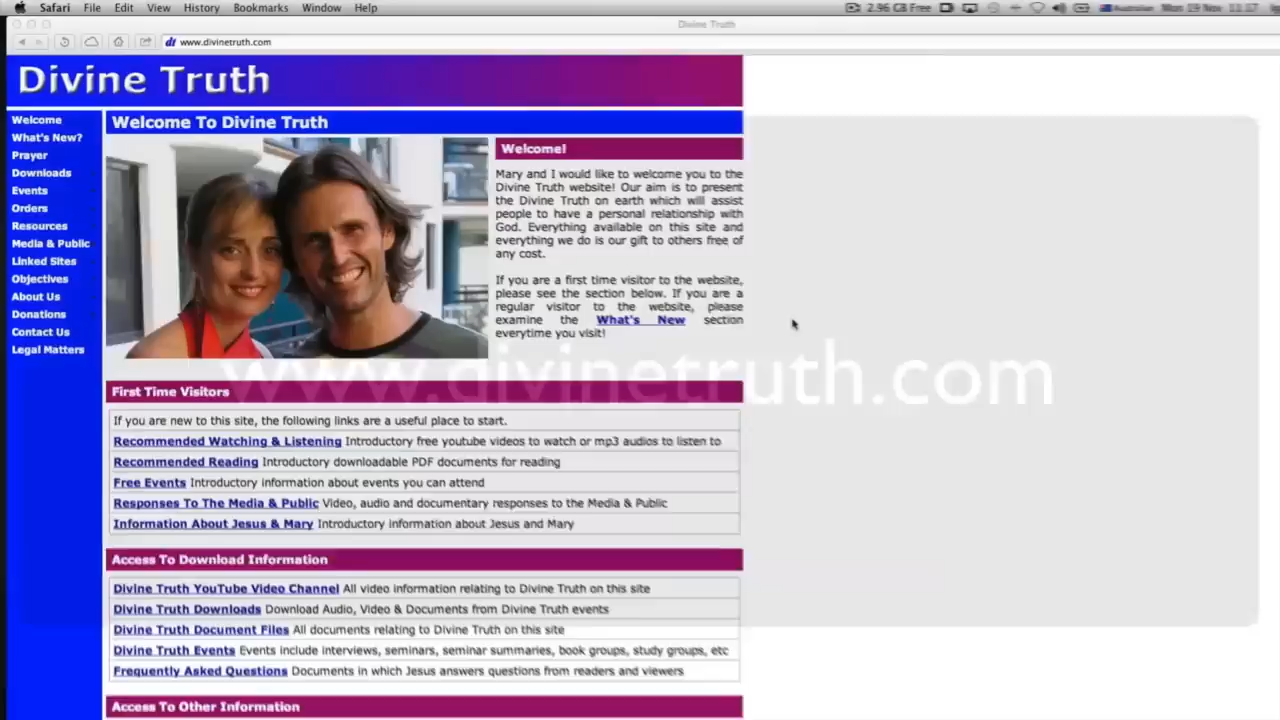 Safari File Edit View History Bookmarks Window Help
2.96 GB Free Australian Mon 19 Nov 11:17
Divine Truth
www.divinetruth.com
Divine Truth
Welcome
What's New?
Prayer
Downloads
Events
Orders
Resources
Media & Public
Linked Sites
Objectives
About Us
Donations
Contact Us
Legal Matters
Welcome To Divine Truth
Welcome!
Mary and I would like to welcome you to the
Divine Truth website! Our aim is to present
the Divine Truth on earth which will assist
people to have a personal relationship with
God. Everything available on this site and
everything we do is our gift to others free of
any cost.
If you are a first time visitor to the website,
please see the section below. If you are a
regular visitor to the website, please
examine the What's New section
everytime you visit!
www.divinetruth.com
First Time Visitors
If you are new to this site, the following links are a useful place to start.
Recommended Watching & Listening Introductory free youtube videos to watch or mp3 audios to listen to
Recommended Reading Introductory downloadable PDF documents for reading
Free Events Introductory information about events you can attend
Responses To The Media & Public Video, audio and documentary responses to the Media & Public
Information About Jesus & Mary Introductory information about Jesus and Mary
Access To Download Information
Divine Truth YouTube Video Channel All video information relating to Divine Truth on this site
Divine Truth Downloads Download Audio, Video & Documents from Divine Truth events
Divine Truth Document Files All documents relating to Divine Truth on this site
Divine Truth Events Events include interviews, seminars, seminar summaries, book groups, study groups, etc
Frequently Asked Questions Documents in which Jesus answers questions from readers and viewers
Access To Other Information